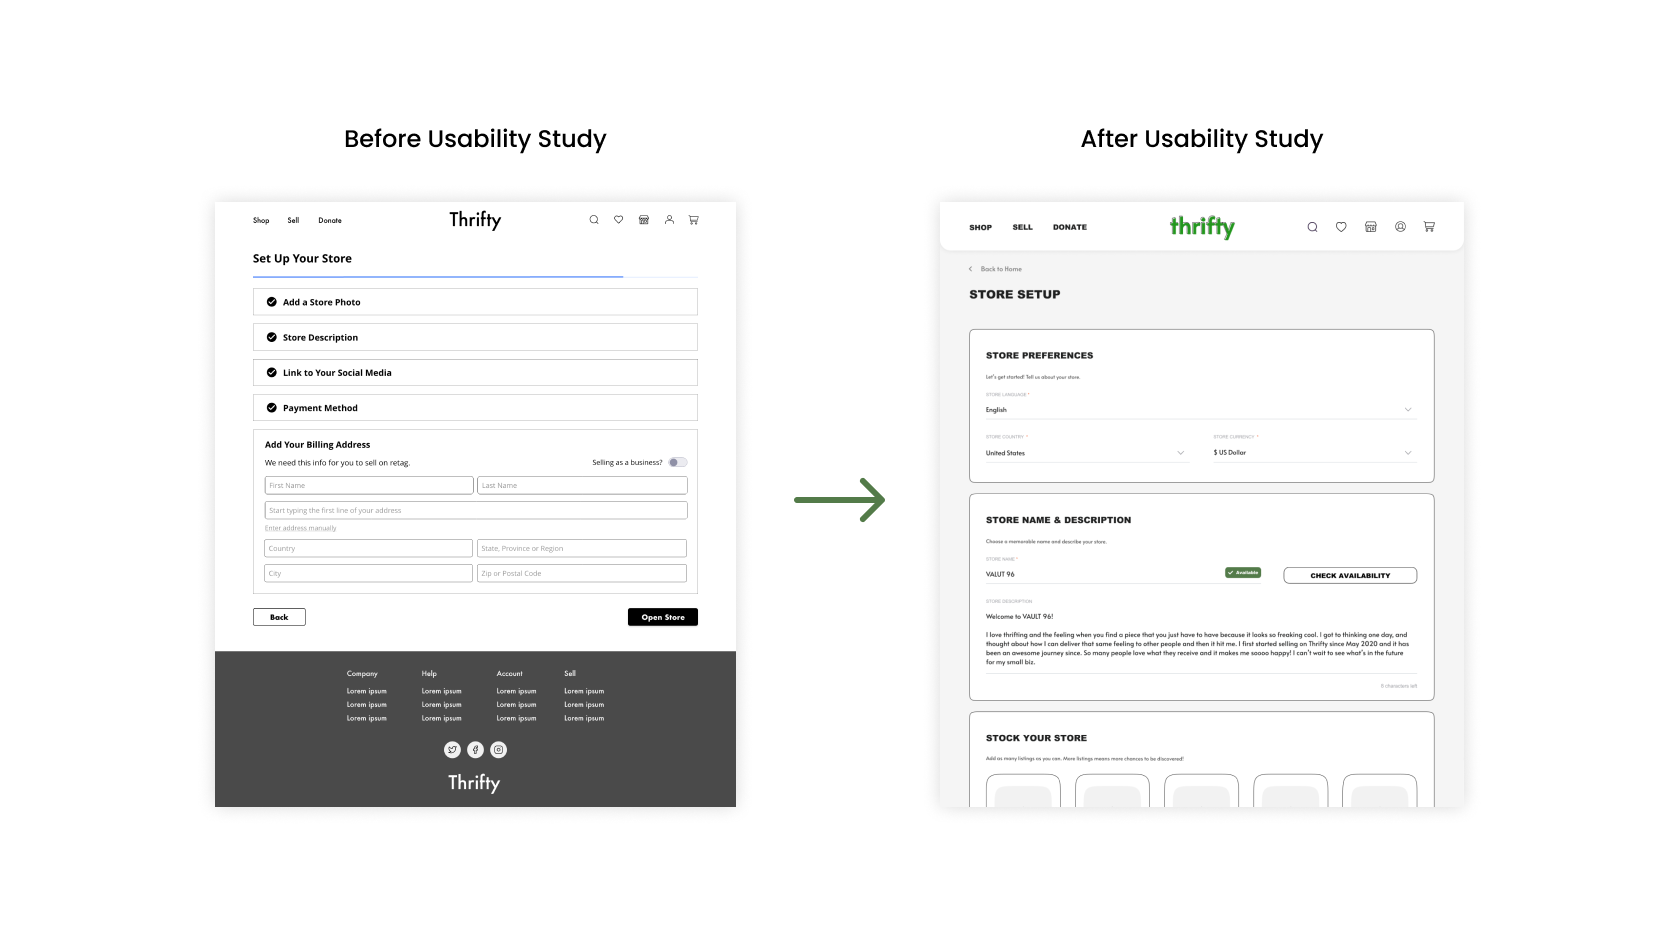 Before Usability Study
Shop Sell Donate
Thrifty
Set Up Your Store
Add a Store Photo
Store Description
Link to Your Social Media
Payment Method
Add Your Billing Address
We need this info for you to sell on retag.
Selling as a business?
First Name
Last Name
Start typing the first line of your address
Enter address manually
Country
State, Province or Region
City
Zip or Postal Code
Back
Open Store
Company Help Account Sell
Lorem ipsum Lorem ipsum Lorem ipsum Lorem ipsum
Lorem ipsum Lorem ipsum Lorem ipsum Lorem ipsum
Lorem ipsum Lorem ipsum Lorem ipsum Lorem ipsum
Thrifty
After Usability Study
SHOP SELL DONATE
thrifty
Back to Home
STORE SETUP
STORE PREFERENCES
Let's get started! Tell us about your store.
STORE LANGUAGE *
English
STORE COUNTRY *
STORE CURRENCY *
United States
$ US Dollar
STORE NAME & DESCRIPTION
Choose a memorable name and describe your store.
STORE NAME *
VALUT 96
Available
CHECK AVAILABILITY
STORE DESCRIPTION
Welcome to VAULT 96!
I love thrifting and the feeling when you find a piece that you just have to have because it looks so freaking cool. I got to thinking one day, and
thought about how I can deliver that same feeling to other people and then it hit me. I first started selling on Thrifty since May 2020 and it has
been an awesome journey since. So many people love what they receive and it makes me soooo happy! I can't wait to see what's in the future
for my small biz.
characters left
STOCK YOUR STORE
Add as many listings as you can. More listings means more chances to be discovered!